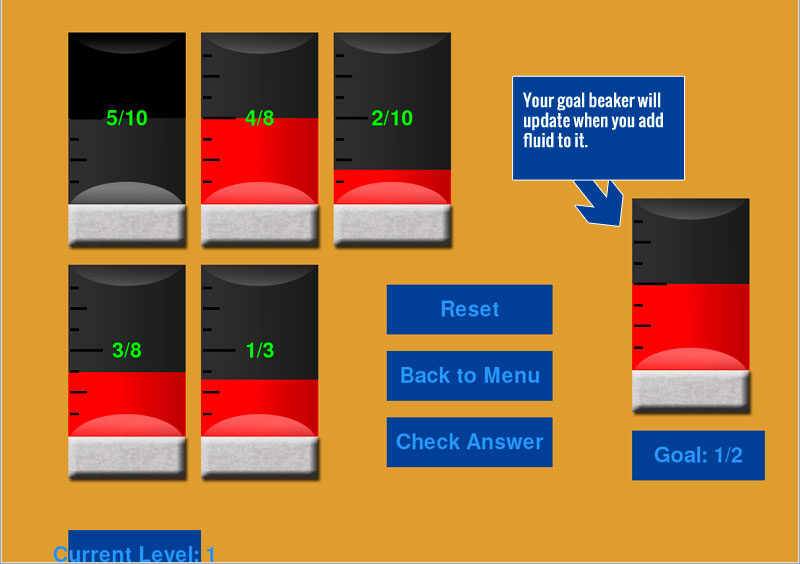 5/10
4/8
2/10
Your goal beaker will
update when you add
fluid to it.
3/8
1/3
Reset
Back to Menu
Check Answer
Goal: 1/2
Current Level: 1